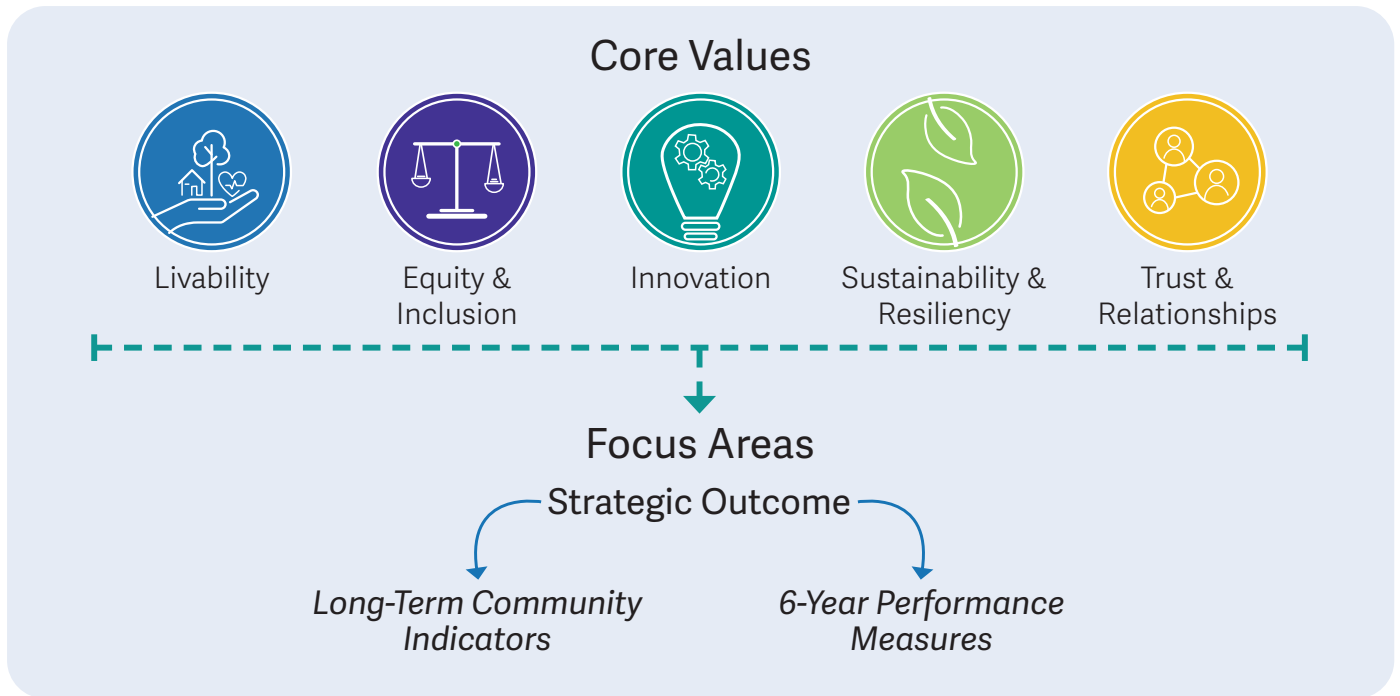 Core Values
Livability
Equity &
Inclusion
Innovation
Sustainability &
Resiliency
Trust &
Relationships
Focus Areas
Strategic Outcome
Long-Term Community
Indicators
6-Year Performance
Measures